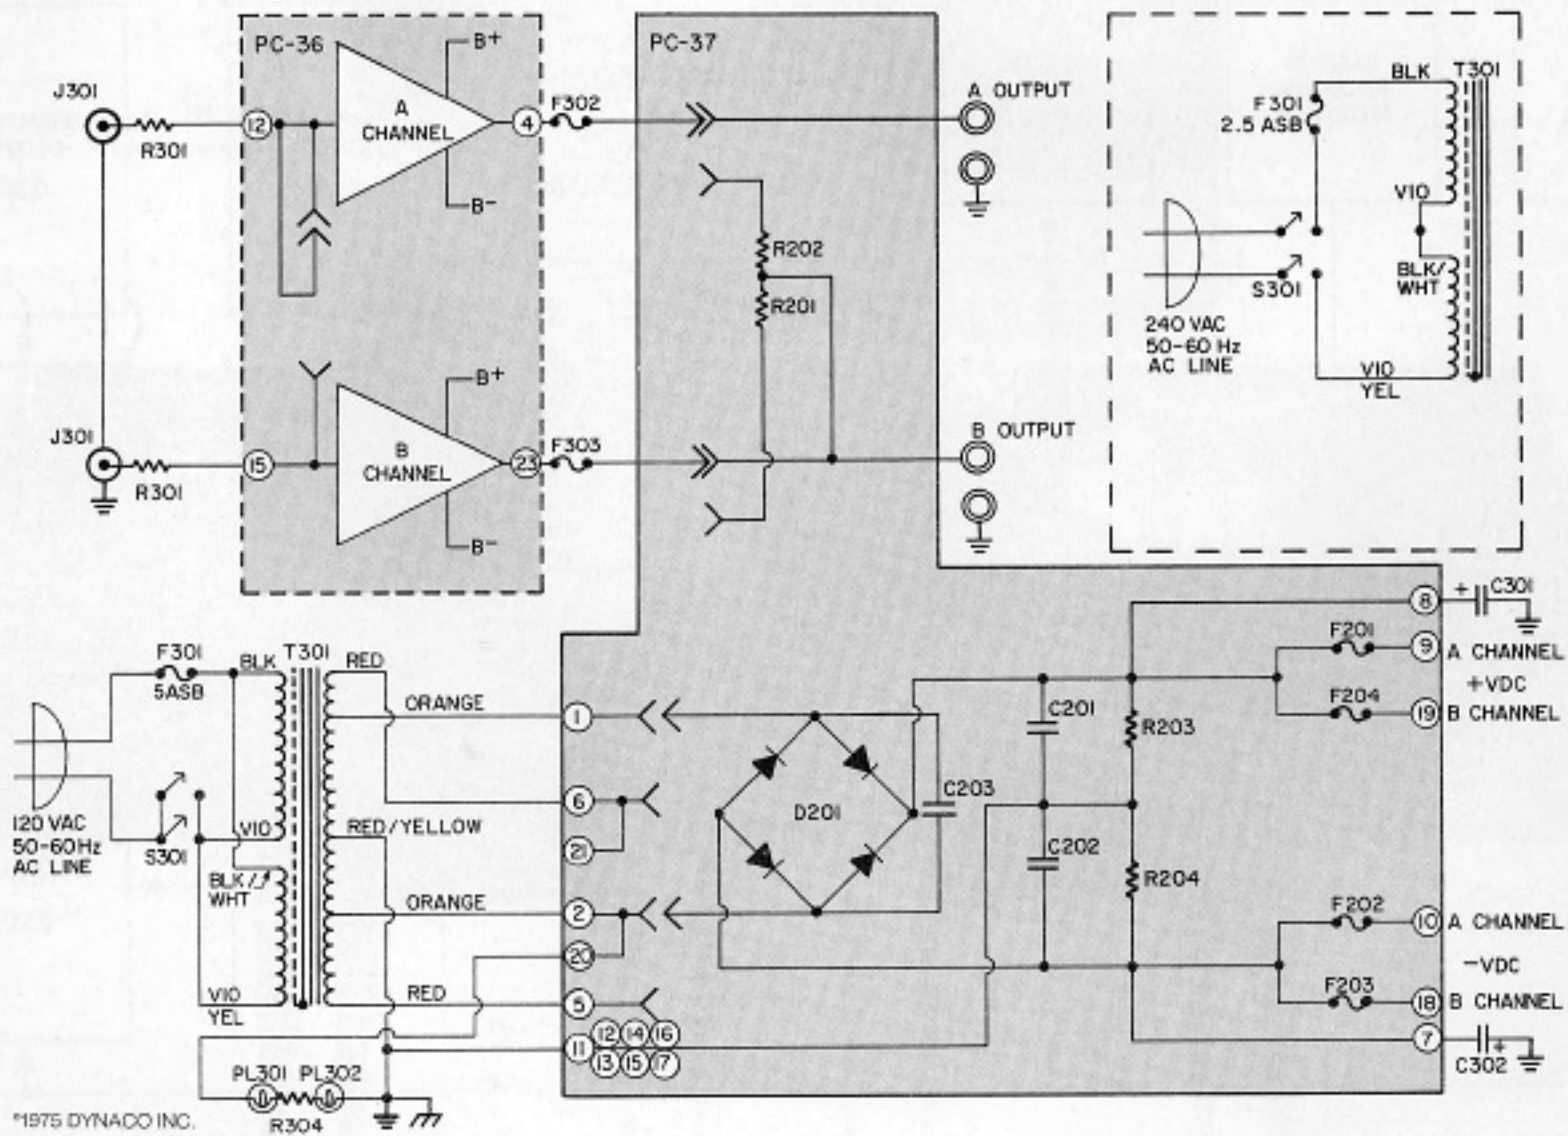 PC-36
B+
A
CHANNEL
B-
J301
R301
12
4
F302
PC-37
A OUTPUT
R202
R201
B OUTPUT
J301
R301
15
B+
B
CHANNEL
B-
23
F303
BLK
T301
F301
2.5 ASB
VIO
BLK/
WHT
S301
240 VAC
50-60 Hz
AC LINE
VIO
YEL
F301
5ASB
BLK
T301
RED
ORANGE
RED/YELLOW
ORANGE
RED
120 VAC
50-60Hz
AC LINE
S301
VIO
BLK/
WHT
VIO
YEL
PL301
PL302
R304
1
6
21
2
20
5
11
12
14
16
13
15
17
D201
C203
C201
C202
R203
R204
8
+
C301
F201
9
A CHANNEL
+VDC
F204
19
B CHANNEL
F202
10
A CHANNEL
-VDC
F203
18
B CHANNEL
7
+
C302
©1975 DYNACO INC.